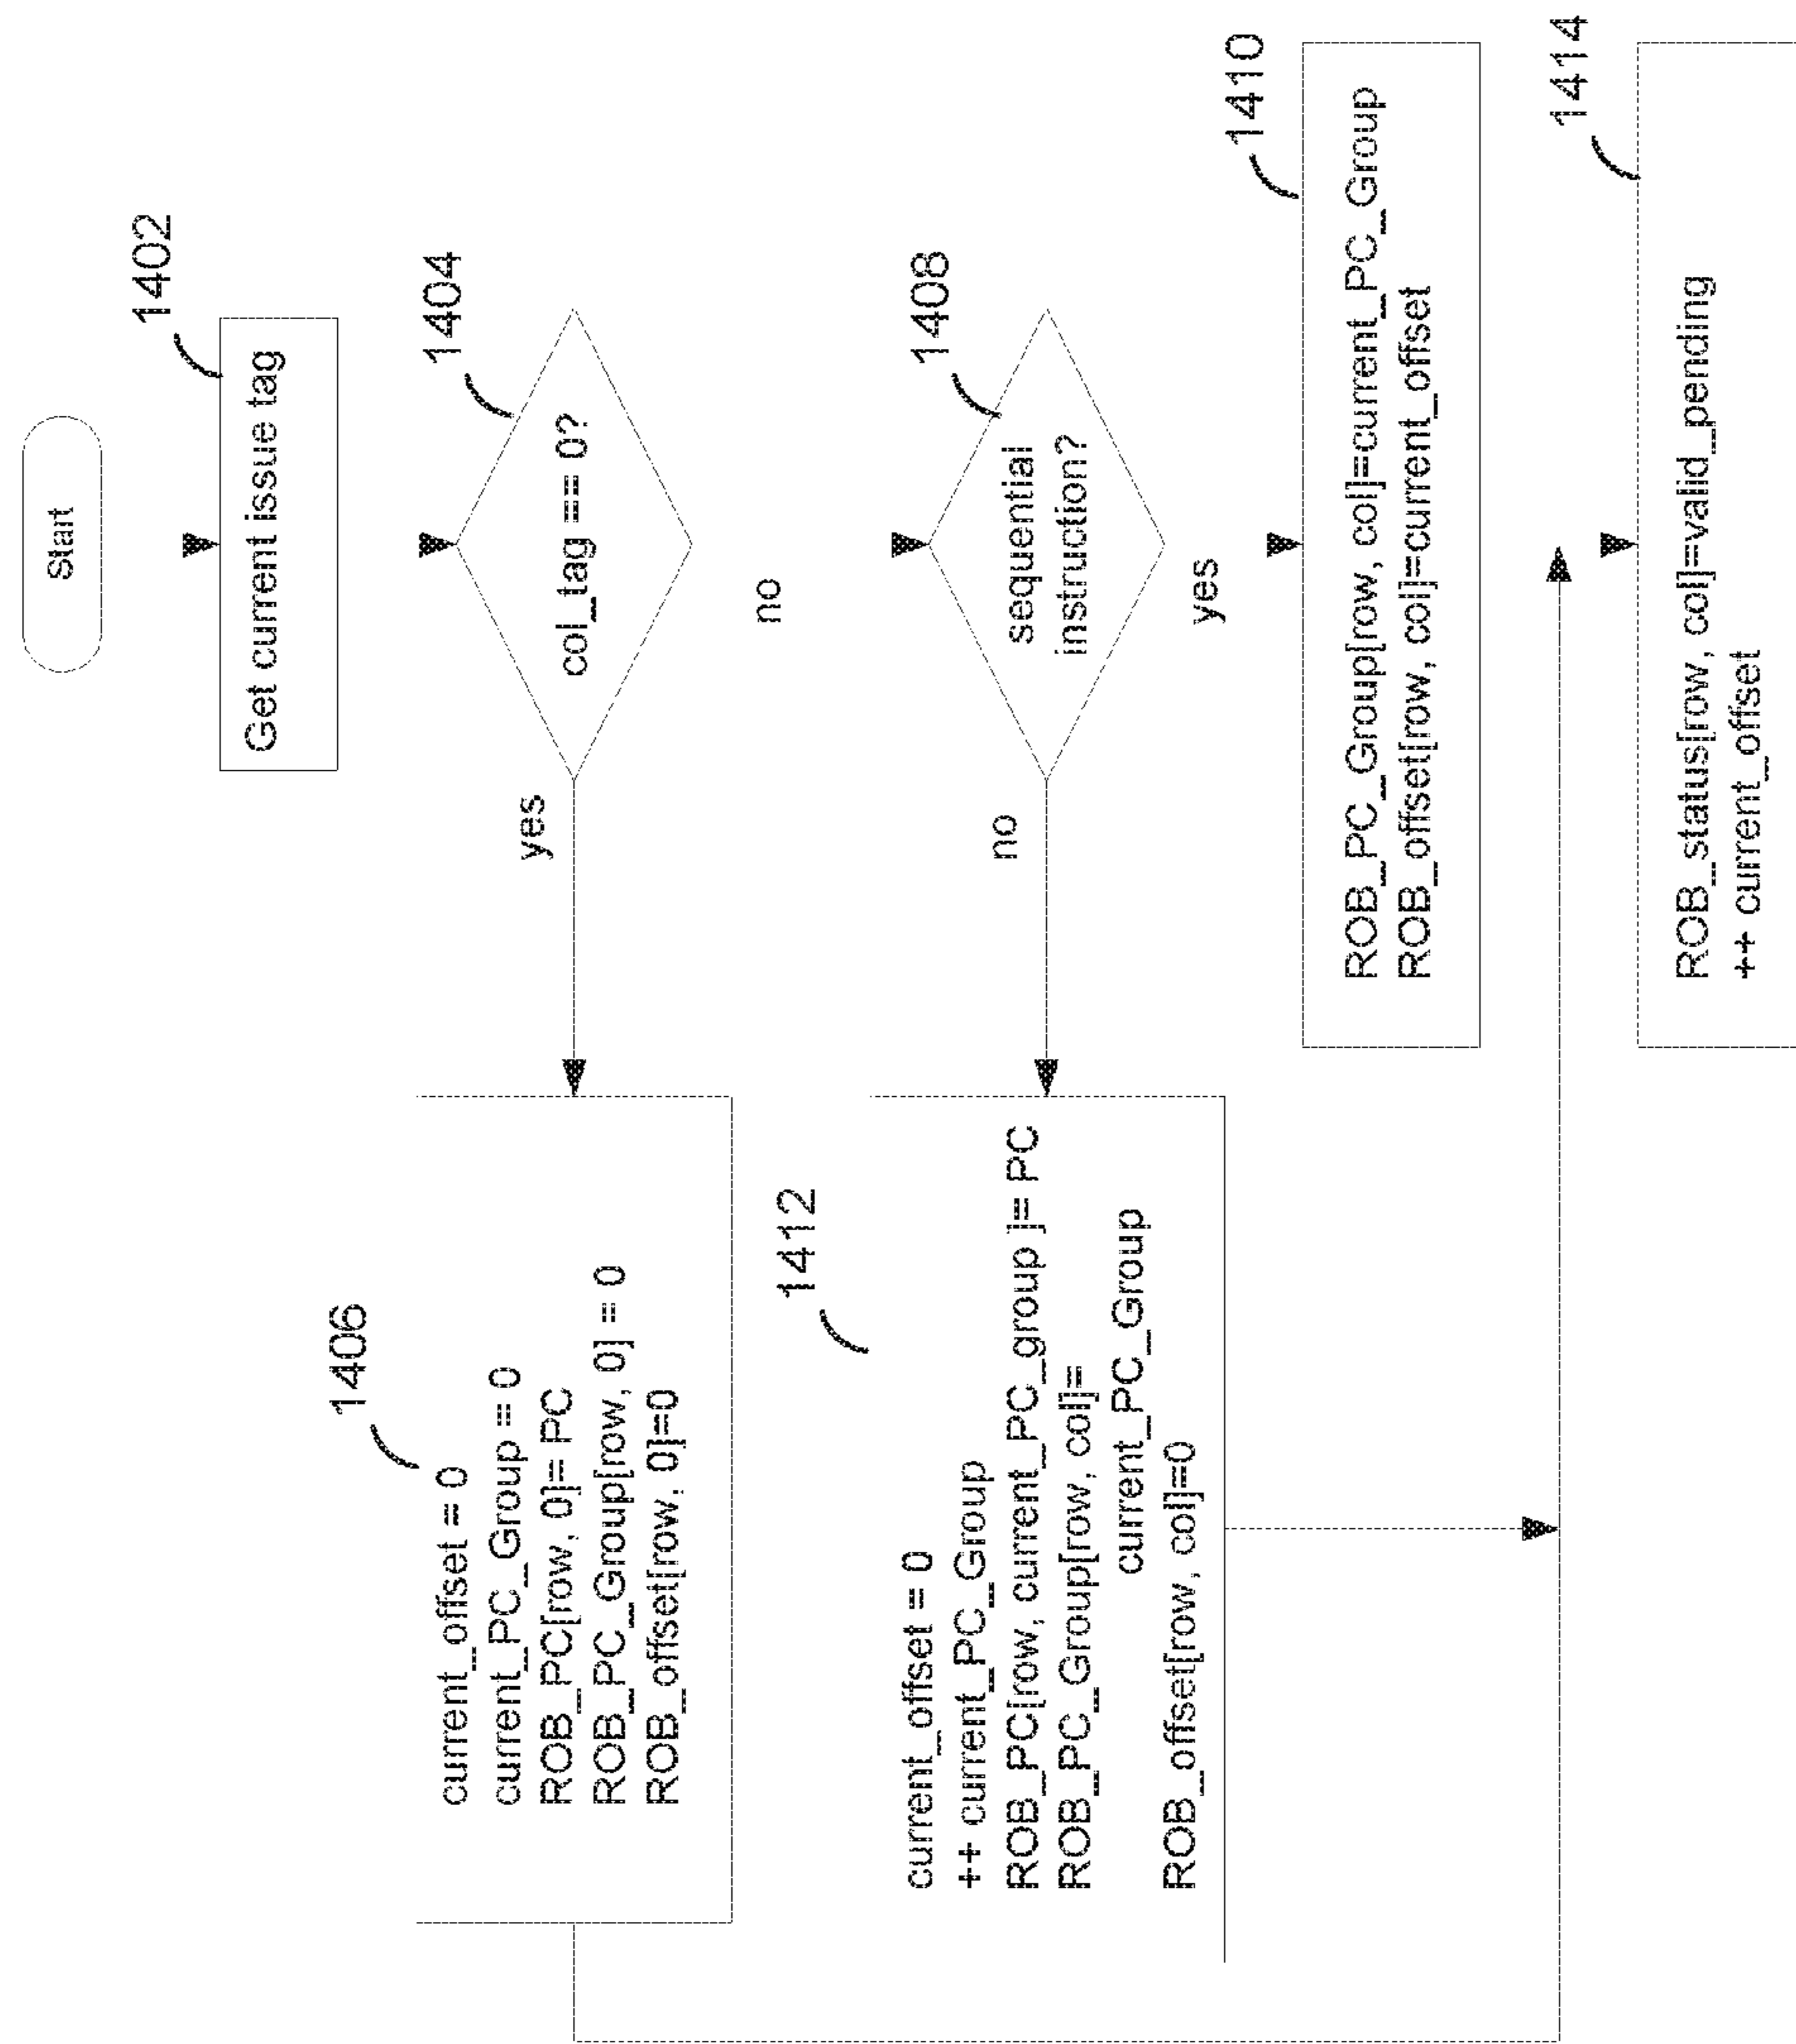 Start
1402
Get current issue tag
1404
col_tag == 0?
yes
no
1406
current_offset = 0
current_PC_Group = 0
ROB_PC[row, 0]= PC
ROB_PC_Group[row, 0] = 0
ROB_offset[row, 0]=0
1408
sequential
instruction?
no
yes
1412
current_offset = 0
++ current_PC_Group
ROB_PC[row, current_PC_group ]= PC
ROB_PC_Group[row, col]=
current_PC_Group
ROB_offset[row, col]=0
1410
ROB_PC_Group[row, col]=current_PC_Group
ROB_offset[row, col]=current_offset
1414
ROB_status[row, col]=valid_pending
++ current_offset